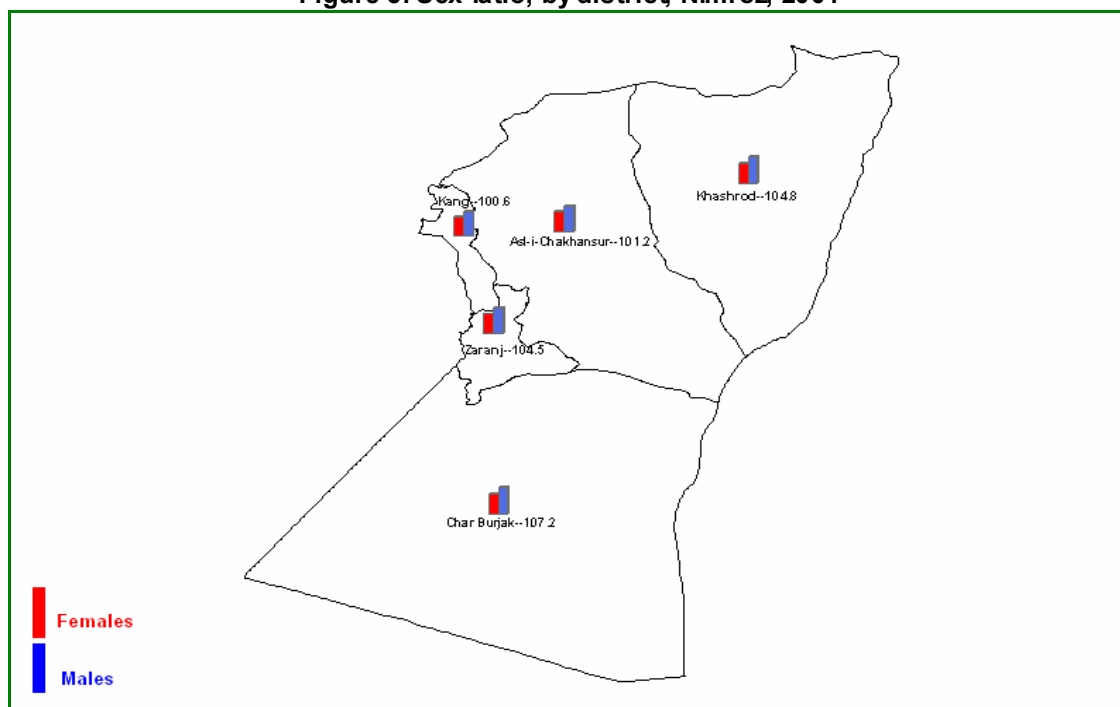 Kang--100.6
Khashrod--104.8
Asl-i-Chakhansur--101.2
Zaranj--104.5
Char Burjak--107.2
Females
Males